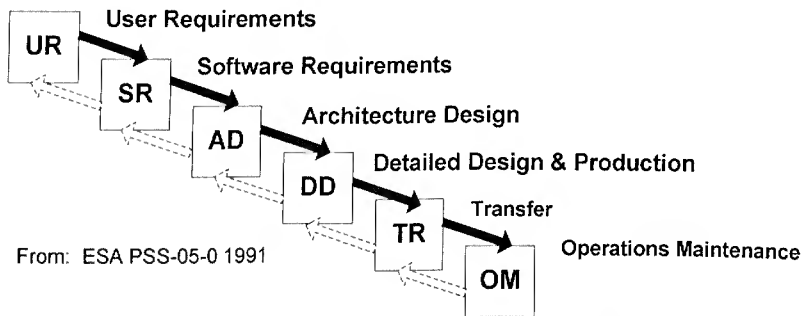 User Requirements
UR
Software Requirements
SR
Architecture Design
AD
Detailed Design & Production
DD
Transfer
TR
Operations Maintenance
From: ESA PSS-05-0 1991
OM